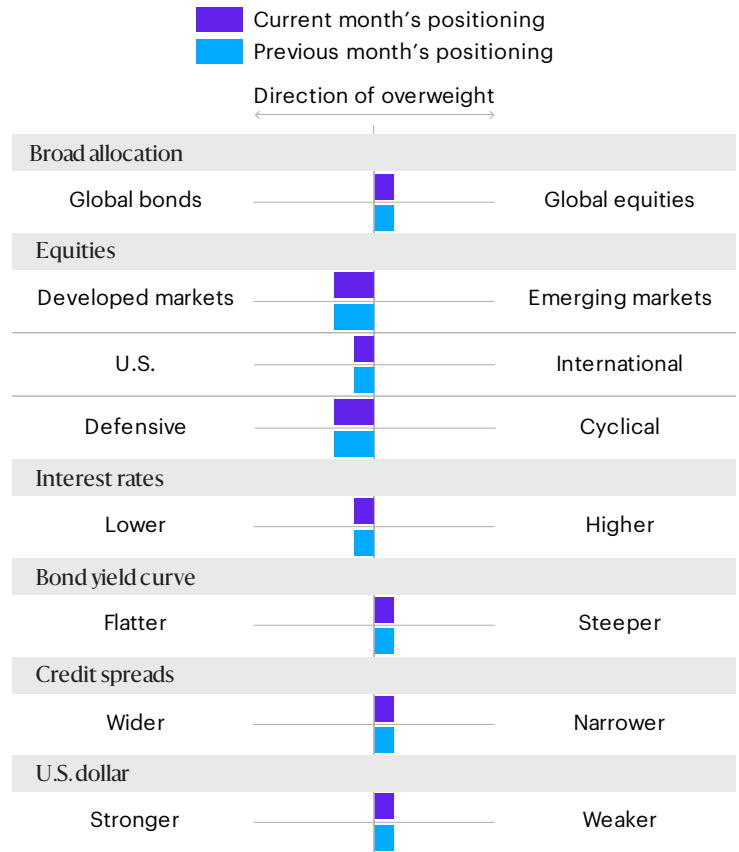 Current month’s positioning
Previous month’s positioning
Direction of overweight
Broad allocation
Global bonds
Global equities
Equities
Developed markets
Emerging markets
U.S.
International
Defensive
Cyclical
Interest rates
Lower
Higher
Bond yield curve
Flatter
Steeper
Credit spreads
Wider
Narrower
U.S. dollar
Stronger
Weaker